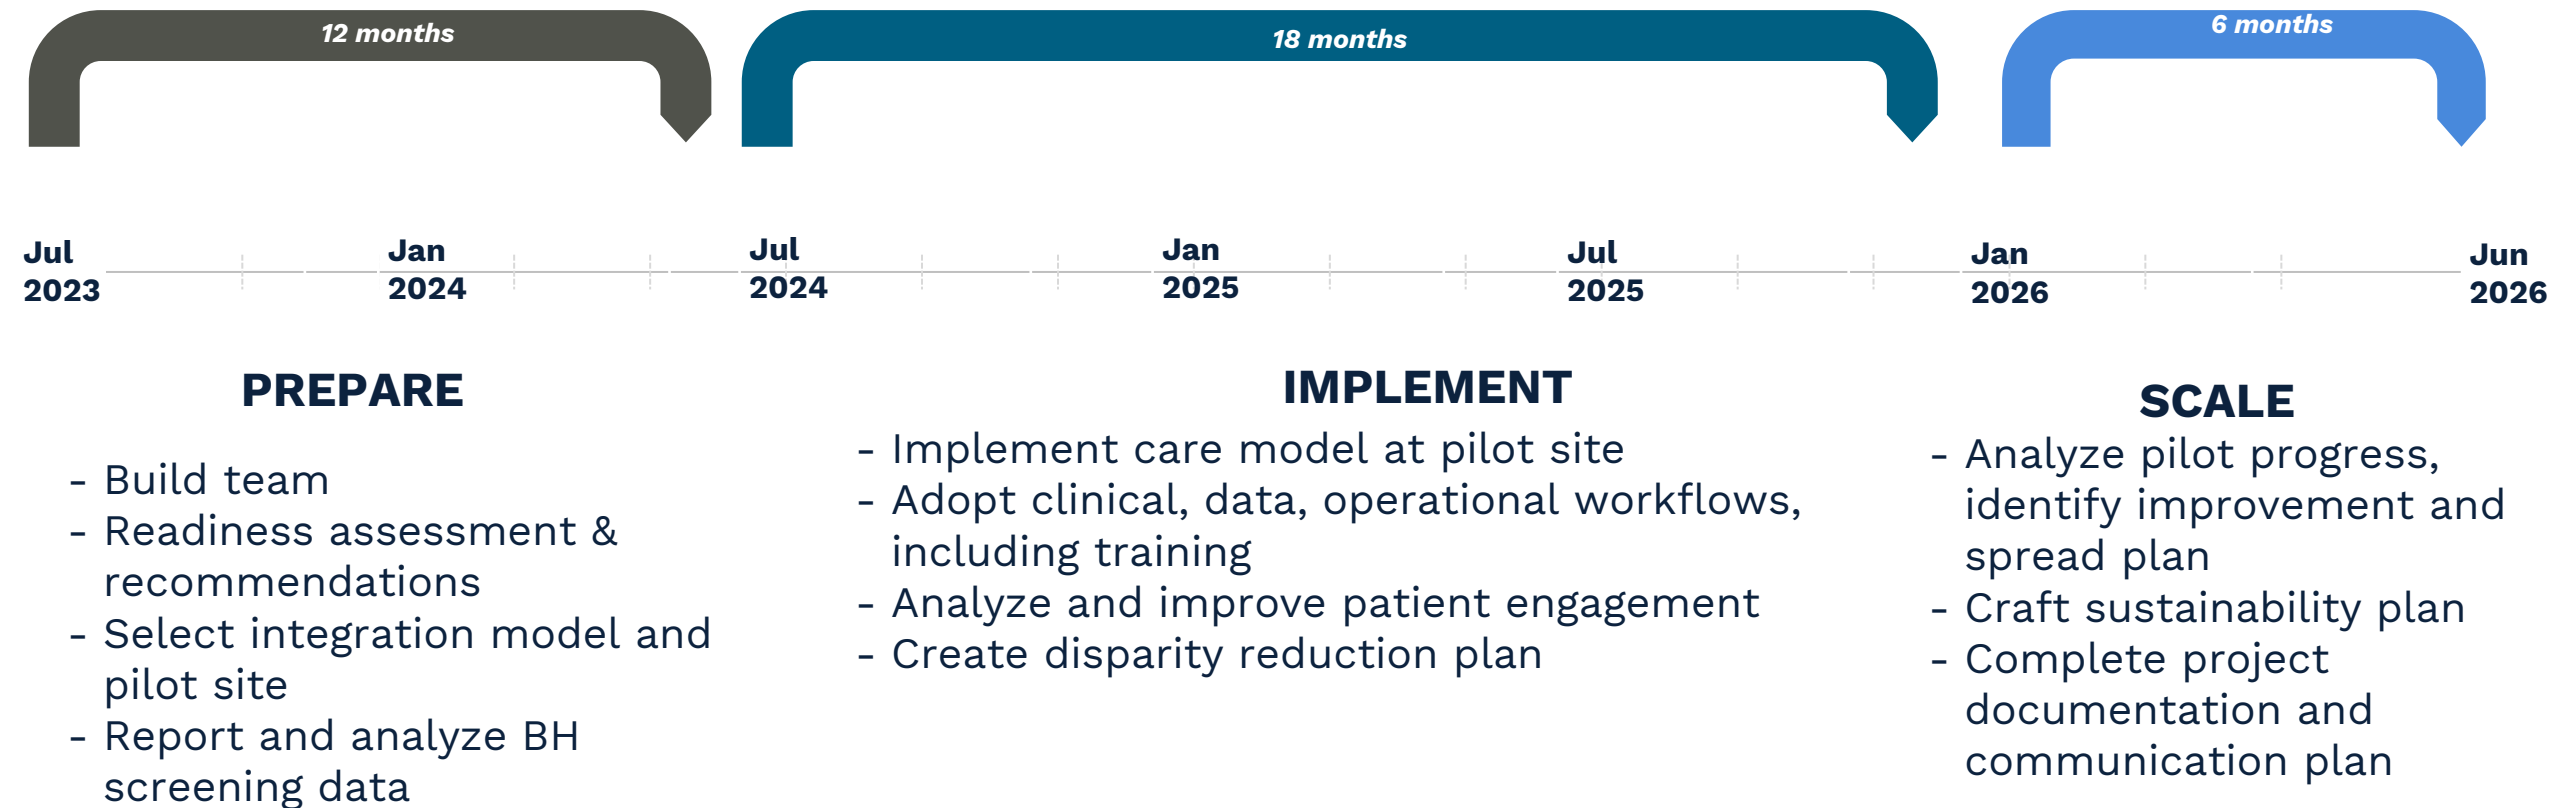 12 months
18 months
6 months
Jul
2023
Jan
2024
Jul
2024
Jan
2025
Jul
2025
Jan
2026
Jun
2026
PREPARE
- Build team
- Readiness assessment &
recommendations
- Select integration model and
pilot site
- Report and analyze BH
screening data
IMPLEMENT
- Implement care model at pilot site
- Adopt clinical, data, operational workflows,
including training
- Analyze and improve patient engagement
- Create disparity reduction plan
SCALE
- Analyze pilot progress,
identify improvement and
spread plan
- Craft sustainability plan
- Complete project
documentation and
communication plan